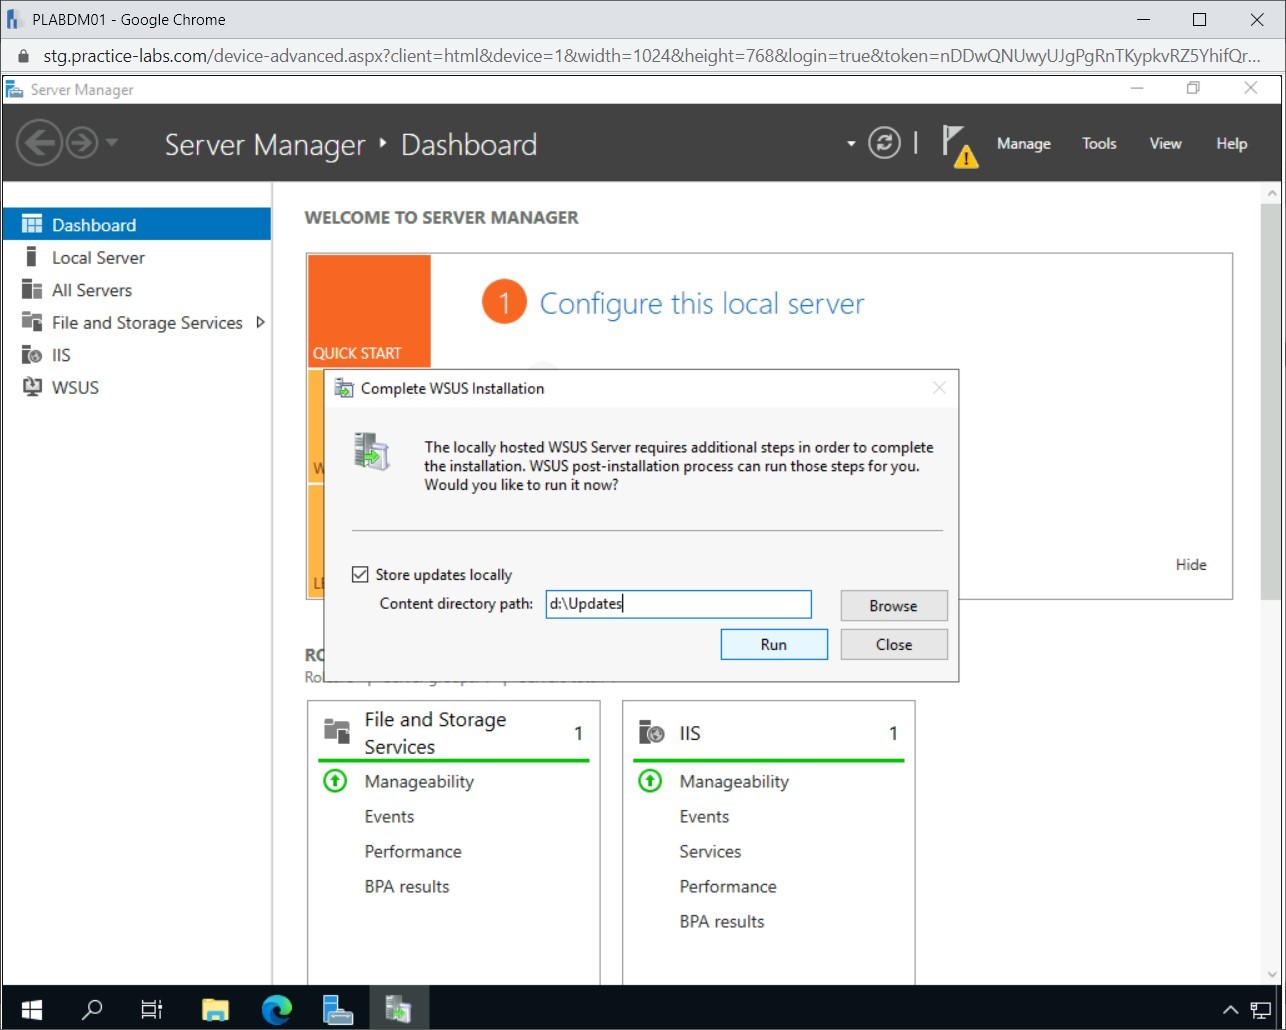 PLABDM01 - Google Chrome
stg.practice-labs.com/device-advanced.aspx?client=html&device=1&width=1024&height=768&login=true&token=nDDwQNUwyUJgPgRnTKypkvRZ5YhifQr...
Server Manager
Server Manager ‣ Dashboard
Manage Tools View Help
Dashboard
Local Server
All Servers
File and Storage Services
IIS
WSUS
WELCOME TO SERVER MANAGER
QUICK START
1 Configure this local server
Complete WSUS Installation
The locally hosted WSUS Server requires additional steps in order to complete
the installation. WSUS post-installation process can run those steps for you.
Would you like to run it now?
Store updates locally
Content directory path: d:\Updates Browse
Run Close
Hide
File and Storage
Services 1
Manageability
Events
Performance
BPA results
IIS 1
Manageability
Events
Services
Performance
BPA results